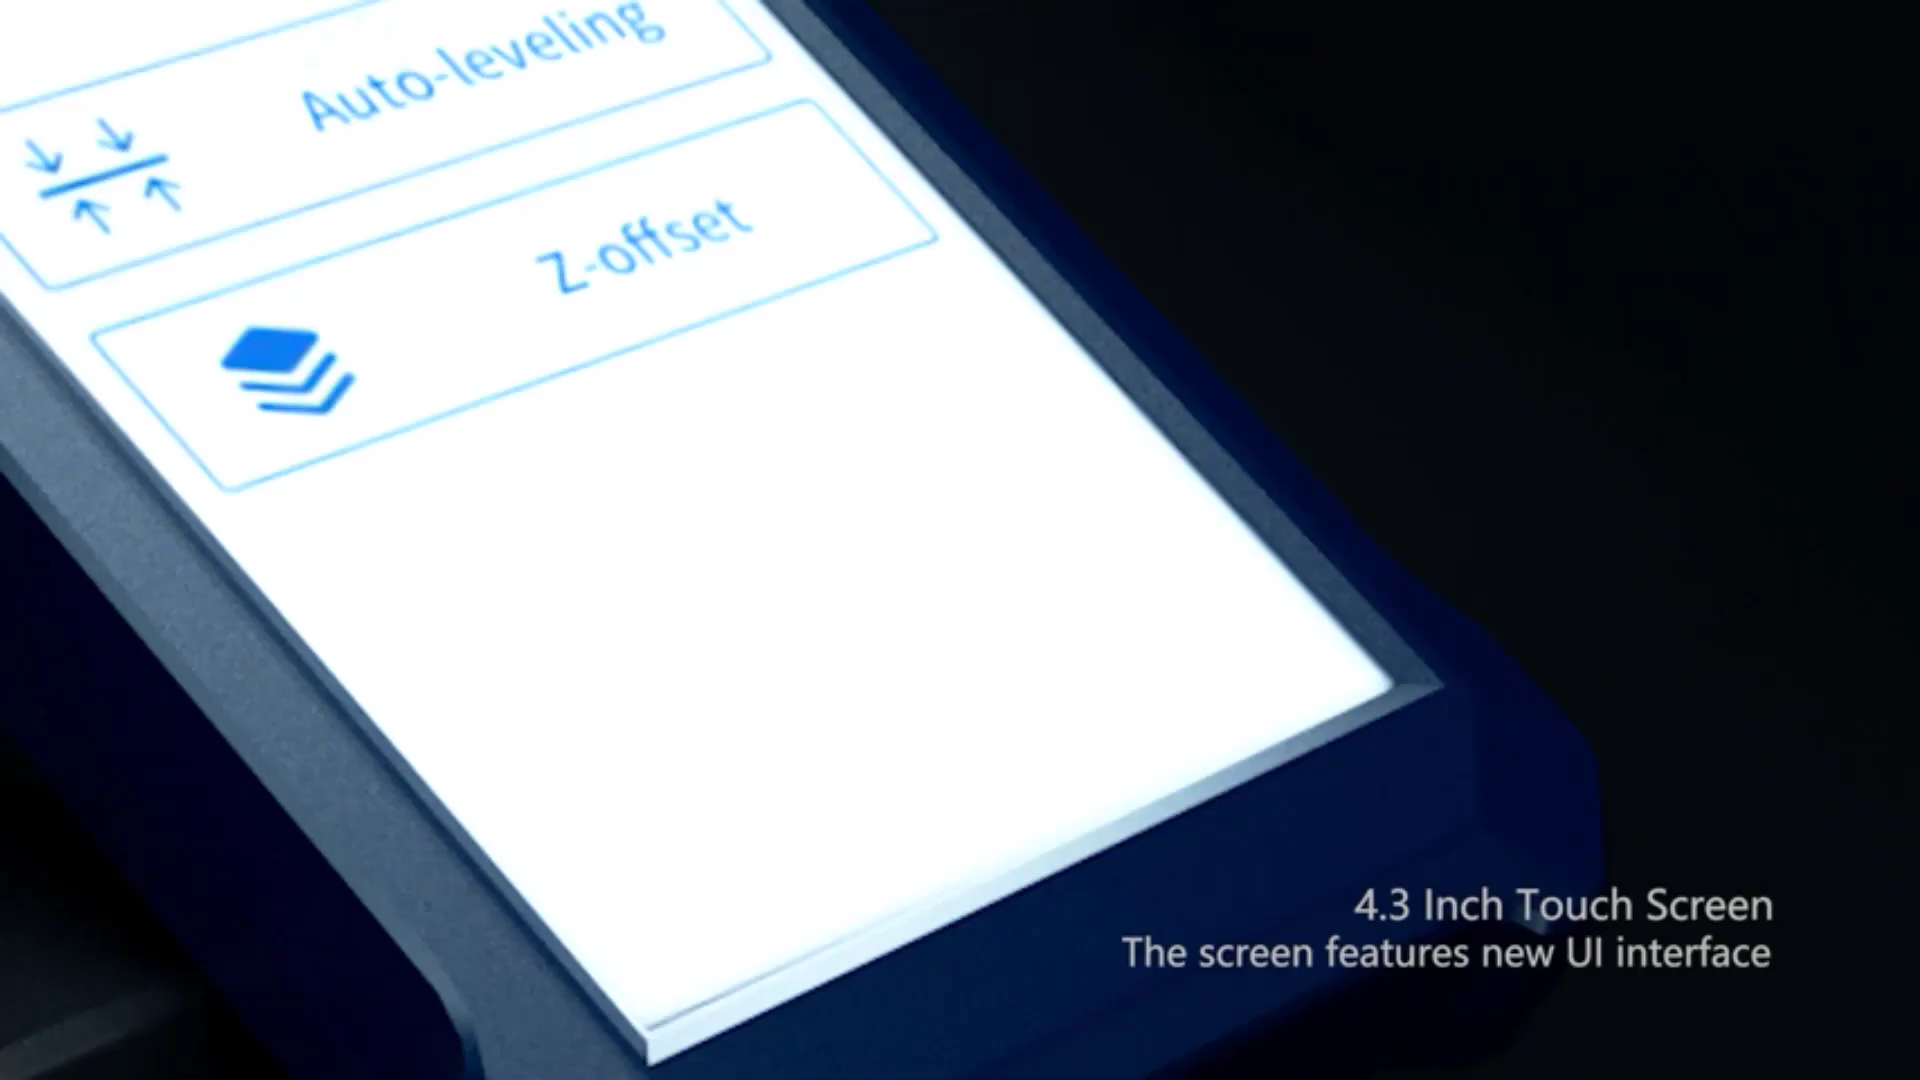 Auto-leveling
Z-offset
4.3 Inch Touch Screen
The screen features new UI interface